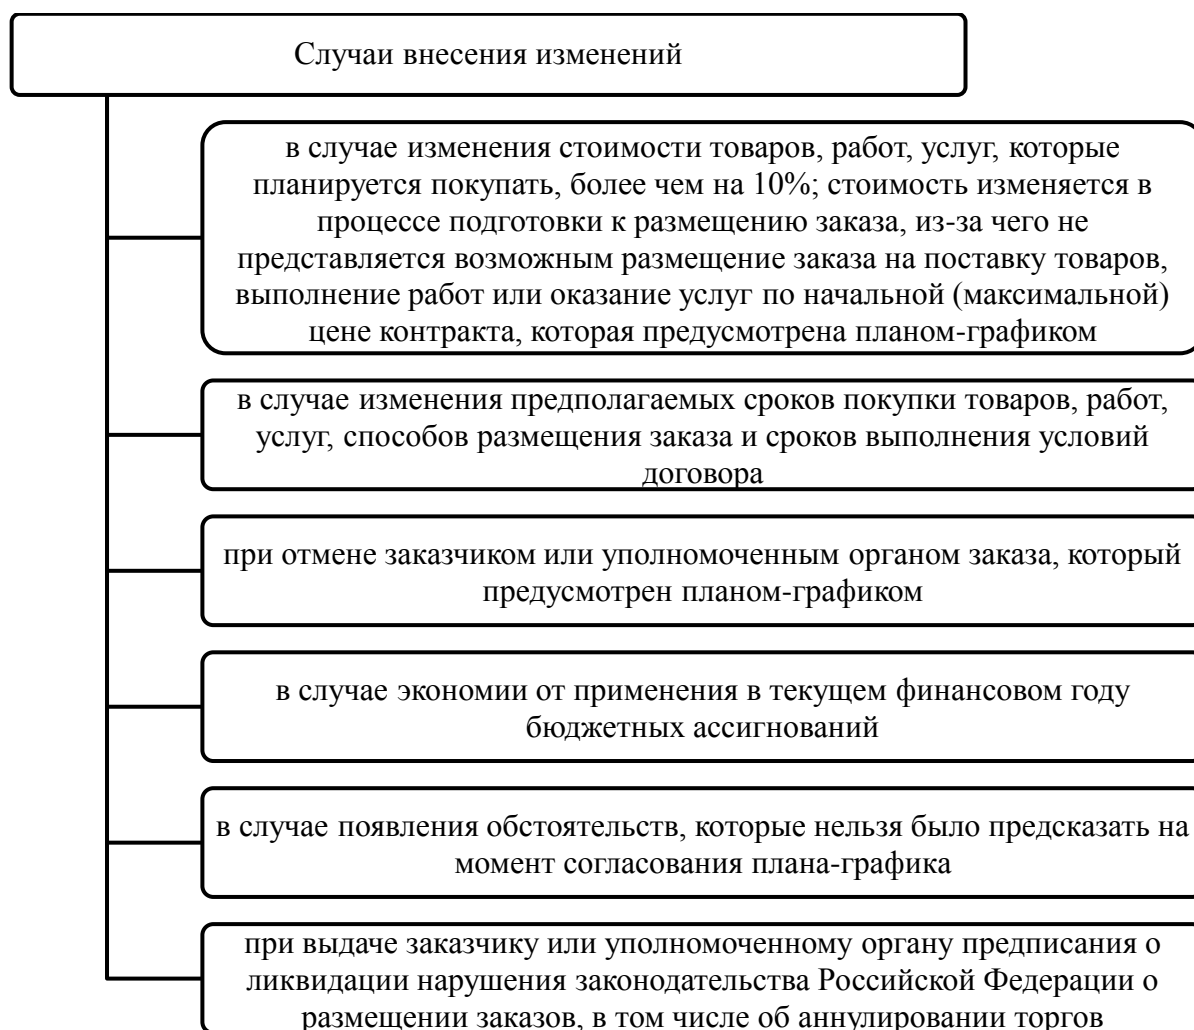 Случаи внесения изменений
в случае изменения стоимости товаров, работ, услуг, которые
планируется покупать, более чем на 10%; стоимость изменяется в
процессе подготовки к размещению заказа, из-за чего не
представляется возможным размещение заказа на поставку товаров,
выполнение работ или оказание услуг по начальной (максимальной)
цене контракта, которая предусмотрена планом-графиком
в случае изменения предполагаемых сроков покупки товаров, работ,
услуг, способов размещения заказа и сроков выполнения условий
договора
при отмене заказчиком или уполномоченным органом заказа, который
предусмотрен планом-графиком
в случае экономии от применения в текущем финансовом году
бюджетных ассигнований
в случае появления обстоятельств, которые нельзя было предсказать на
момент согласования плана-графика
при выдаче заказчику или уполномоченному органу предписания о
ликвидации нарушения законодательства Российской Федерации о
размещении заказов, в том числе об аннулировании торгов